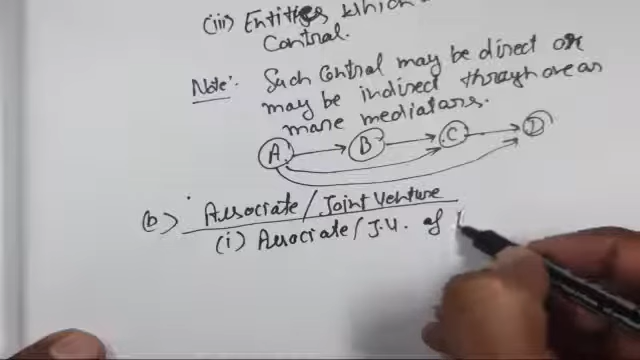 (iii) Entities which
Control.
Note: Such Control may be direct or
may be indirect through one or
more mediators.
A B C D
(b) Associate/Joint Venture
(i) Associate/J.V. of